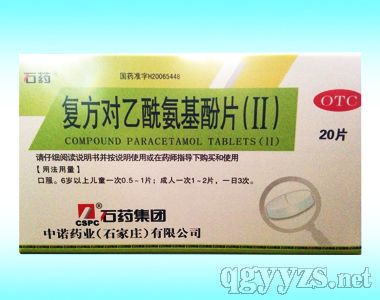 石药
国药准字H20065448
复方对乙酰氨基酚片(II)
OTC
COMPOUND PARACETAMOL TABLETS (II)
20片
请仔细阅读说明书并按说明使用或在药师指导下购买和使用
【用法用量】
口服。6岁以上儿童一次0.5~1片；成人一次1~2片，一日3次。
CSPC
石药集团
中诺药业(石家庄)有限公司
qgyyzs.net